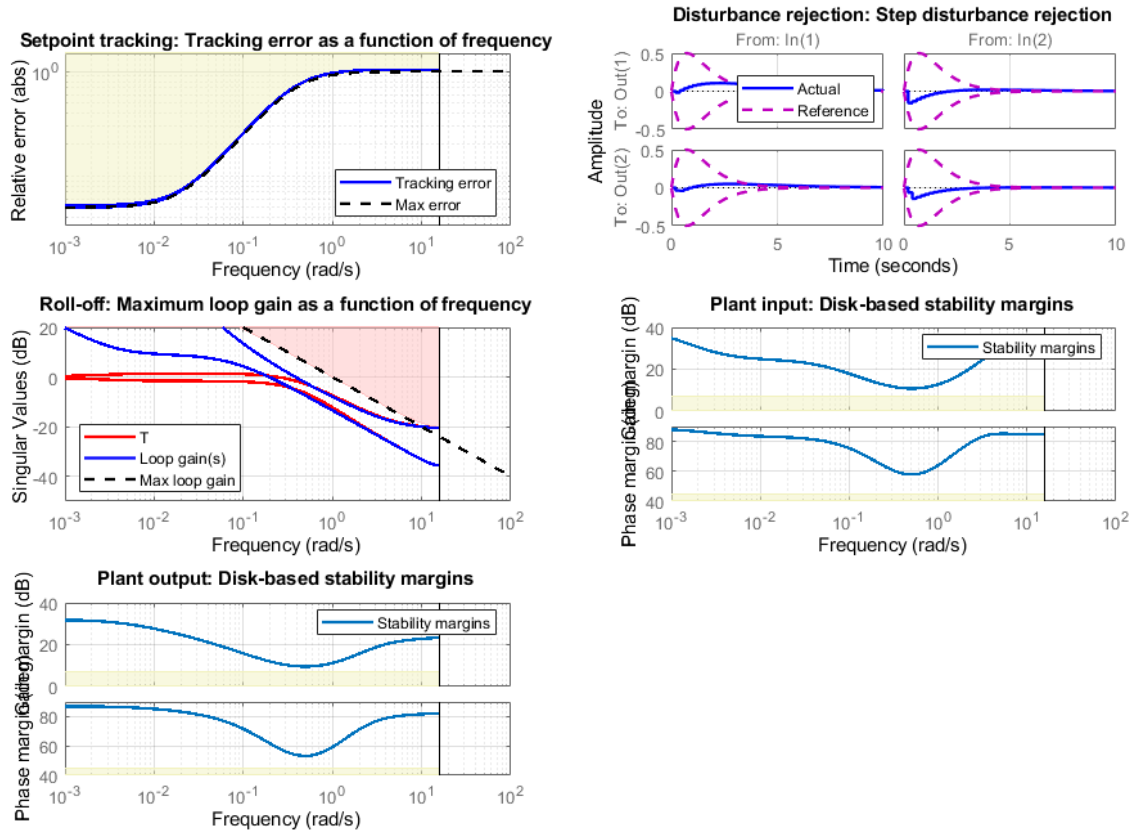 Setpoint tracking: Tracking error as a function of frequency
Relative error (abs)
10^0
Tracking error
Max error
10^-3 10^-2 10^-1 10^0 10^1 10^2
Frequency (rad/s)
Disturbance rejection: Step disturbance rejection
From: In(1) From: In(2)
Amplitude
To: Out(1)
0.5
0
-0.5
Actual
Reference
To: Out(2)
0.5
0
-0.5
0 5 10 0 5 10
Time (seconds)
Roll-off: Maximum loop gain as a function of frequency
Singular Values (dB)
20
0
-20
-40
T
Loop gain(s)
Max loop gain
10^-3 10^-2 10^-1 10^0 10^1 10^2
Frequency (rad/s)
Plant input: Disk-based stability margins
margin (dB)
40
20
0
Stability margins
Phase margin
80
60
40
10^-3 10^-2 10^-1 10^0 10^1 10^2
Frequency (rad/s)
Plant output: Disk-based stability margins
margin (dB)
40
20
0
Stability margins
Phase margin
80
60
40
10^-3 10^-2 10^-1 10^0 10^1 10^2
Frequency (rad/s)